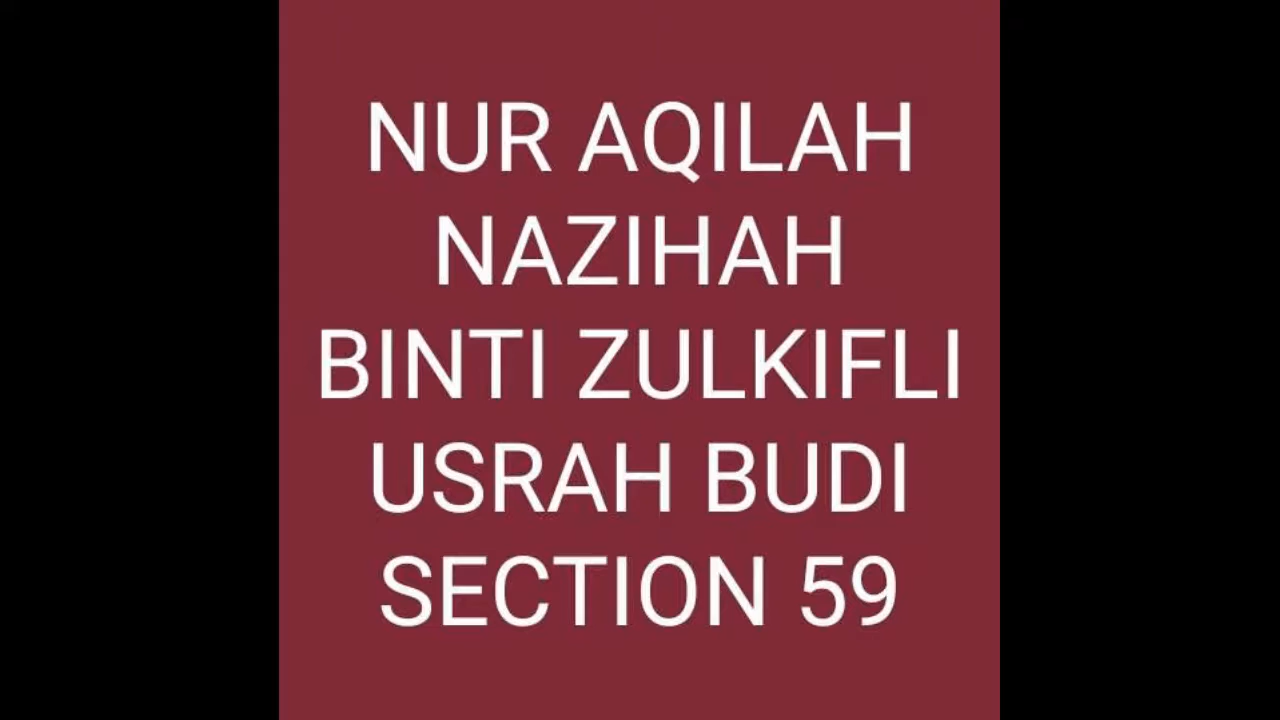 NUR AQILAH
NAZIHAH
BINTI ZULKIFLI
USRAH BUDI
SECTION 59